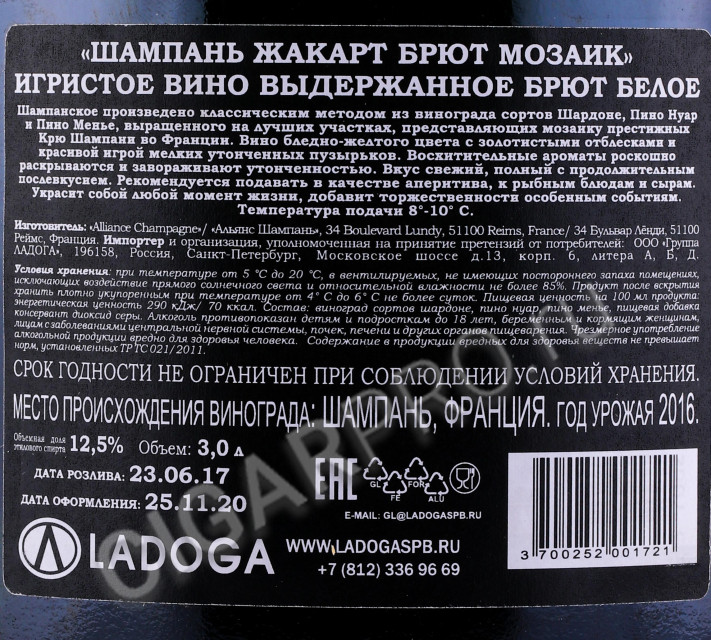 «ШАМПАНЬ ЖАКАРТ БРЮТ МОЗАИК»
ИГРИСТОЕ ВИНО ВЫДЕРЖАННОЕ БРЮТ БЕЛОЕ
Шампанское произведено классическим методом из винограда сортов Шардоне, Пино Нуар
и Пино Менье, выращенного на лучших участках, представляющих мозаику престижных
Крю Шампани во Франции. Вино бледно-желтого цвета с золотистыми отблесками и
красивой игрой мелких утонченных пузырьков. Восхитительные ароматы роскошно
раскрываются и завораживают утонченностью. Вкус свежий, полный с продолжительным
послевкусием. Рекомендуется подавать в качестве аперитива, к рыбным блюдам и сырам.
Украсит собой любой момент жизни, добавит торжественности особенным событиям.
Температура подачи 8°-10° С.
Изготовитель: «Alliance Champagne»/ «Альянс Шампань», 34 Boulevard Lundy, 51100 Reims, France/ 34 Бульвар Лёнди, 51100
Реймс, Франция. Импортер и организация, уполномоченная на принятие претензий от потребителей: ООО «Группа
ЛАДОГА», 196158, Россия, Санкт-Петербург, Московское шоссе д.13, корп. 6, литера А, Б, Д.
Условия хранения: при температуре от 5 °С до 20 °С, в вентилируемых, не имеющих постороннего запаха помещениях,
исключающих воздействие прямого солнечного света и относительной влажности не более 85%. Продукт после вскрытия
хранить плотно укупоренным при температуре от 4° С до 6° С не более суток. Пищевая ценность на 100 мл продукта:
энергетическая ценность 290 кДж/ 70 ккал. Состав: виноград сортов шардоне, пино нуар, пино менье, пищевая добавка
консервант диоксид серы. Алкоголь противопоказан детям и подросткам до 18 лет, беременным и кормящим женщинам,
лицам с заболеваниями центральной нервной системы, почек, печени и других органов пищеварения. Чрезмерное употребление
алкогольной продукции вредно для здоровья человека. Содержание в продукции вредных для здоровья веществ не превышает
норм, установленных ТР ТС 021/2011.
СРОК ГОДНОСТИ НЕ ОГРАНИЧЕН ПРИ СОБЛЮДЕНИИ УСЛОВИЙ ХРАНЕНИЯ.
МЕСТО ПРОИСХОЖДЕНИЯ ВИНОГРАДА: ШАМПАНЬ, ФРАНЦИЯ. ГОД УРОЖАЯ 2016.
Объемная доля этилового спирта 12,5% Объем: 3,0 л
ДАТА РОЗЛИВА: 23.06.17
ДАТА ОФОРМЛЕНИЯ: 25.11.20
EAC
GL FE FOR ALU
E-MAIL: GL@LADOGASPB.RU
LADOGA
WWW.LADOGASPB.RU
+7 (812) 336 96 69
3 700252 001721
CIGARPRO.RU